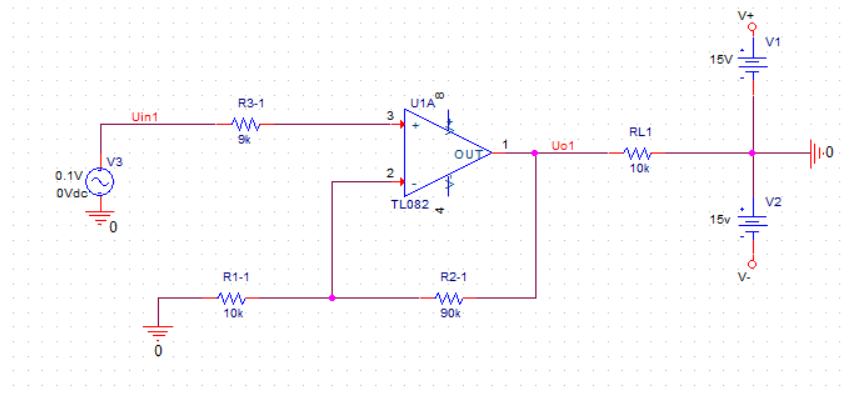 V+
V1
15V
U1A
8
R3-1
Uin1
3
+
9k
1
Uo1
RL1
OUT
0
V3
0.1V
0Vdc
2
-
10k
TL082
4
V2
15v
0
R1-1
R2-1
V-
10k
90k
0